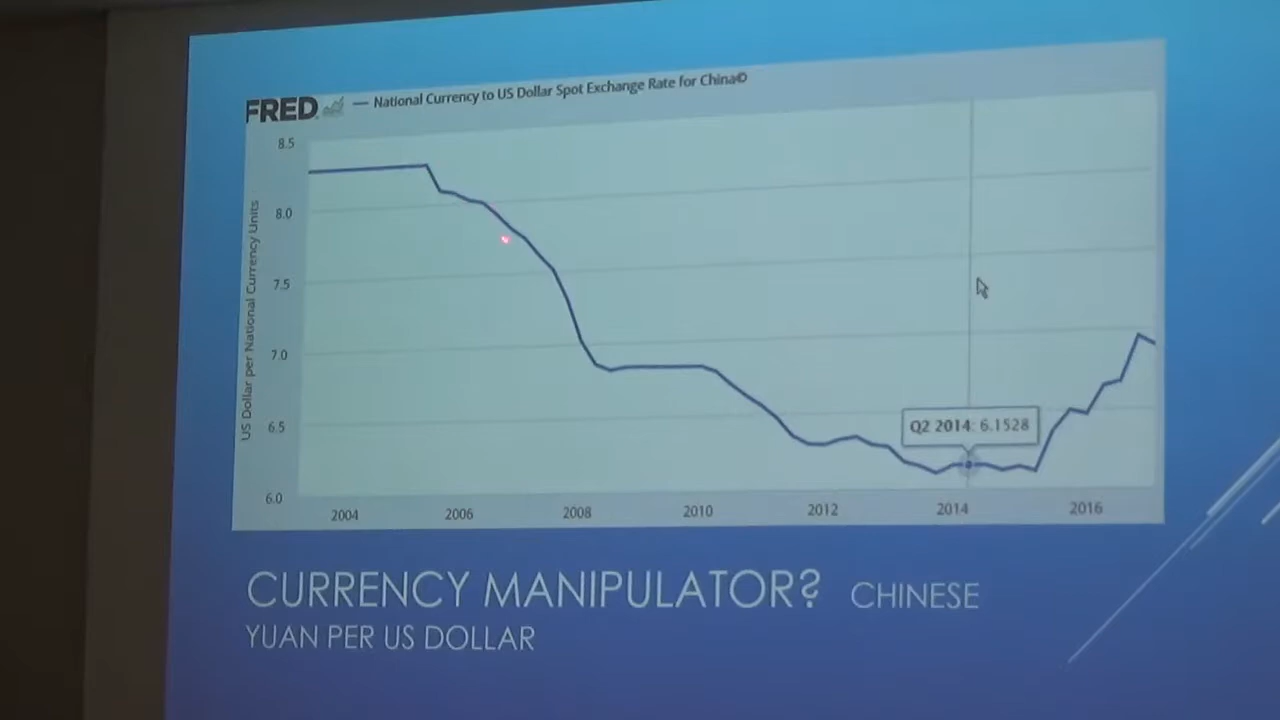 FRED — National Currency to US Dollar Spot Exchange Rate for China©
US Dollar per National Currency Units
8.5
8.0
7.5
7.0
6.5
6.0
Q2 2014: 6.1528
2004 2006 2008 2010 2012 2014 2016
CURRENCY MANIPULATOR? CHINESE
YUAN PER US DOLLAR